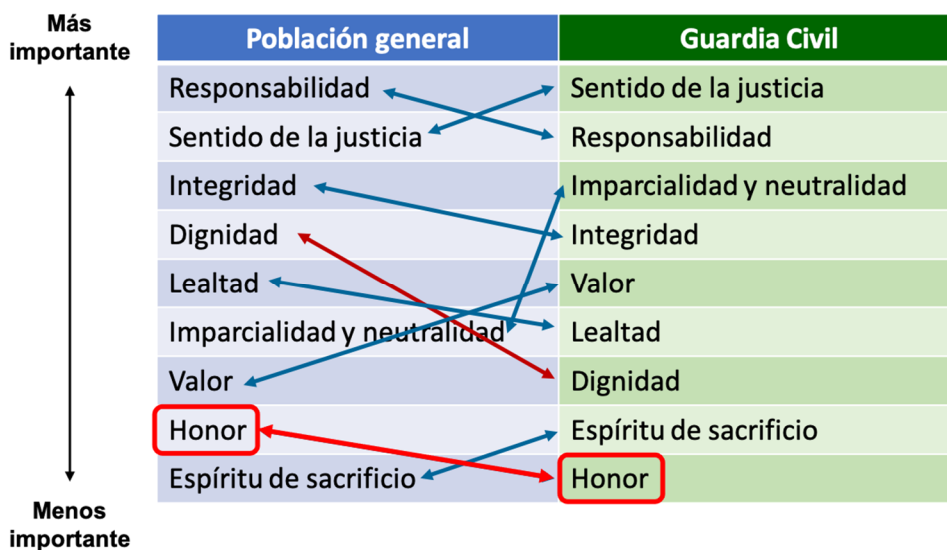 Más
importante
Población general
Guardia Civil
Responsabilidad
Sentido de la justicia
Sentido de la justicia
Responsabilidad
Integridad
Imparcialidad y neutralidad
Dignidad
Integridad
Lealtad
Valor
Imparcialidad y neutralidad
Lealtad
Valor
Dignidad
Honor
Espíritu de sacrificio
Espíritu de sacrificio
Honor
Menos
importante